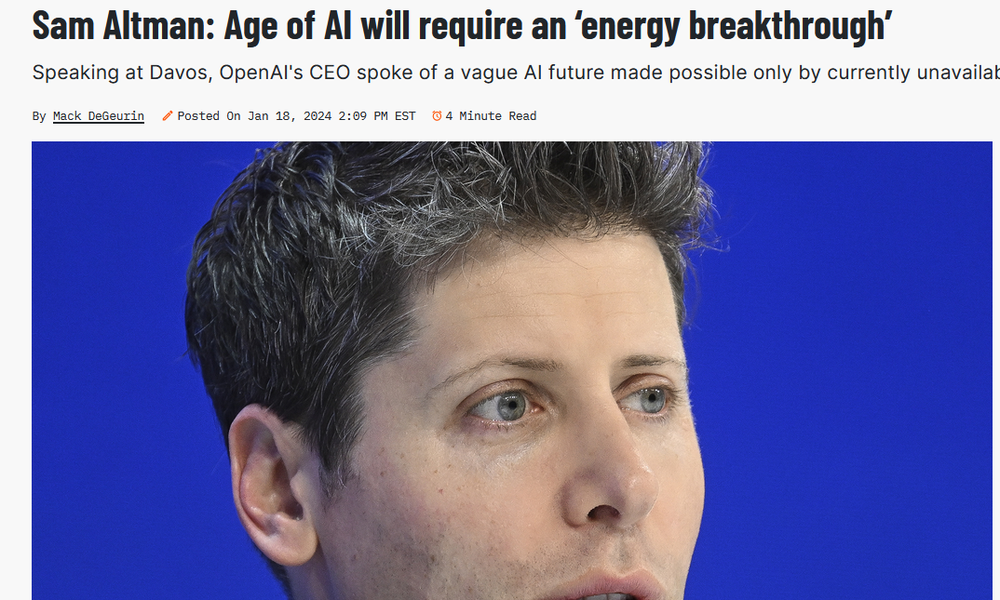 Sam Altman: Age of AI will require an ‘energy breakthrough’
Speaking at Davos, OpenAI's CEO spoke of a vague AI future made possible only by currently
By Mack DeGeurin Posted On Jan 18, 2024 2:09 PM EST 4 Minute Read